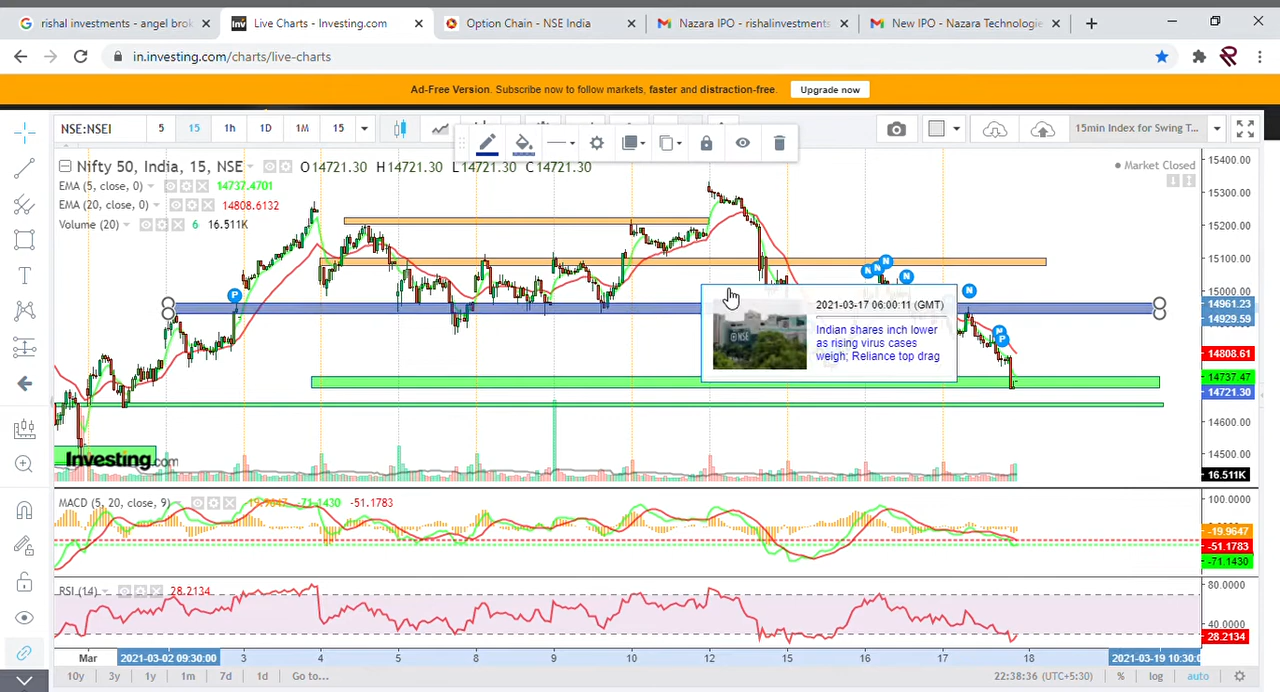 rishal investments - angel brok
Live Charts - Investing.com
Option Chain - NSE India
Nazara IPO - rishalinvestments
New IPO - Nazara Technologie
in.investing.com/charts/live-charts
Ad-Free Version. Subscribe now to follow markets, faster and distraction-free. Upgrade now
NSE:NSEI 5 15 1h 1D 1M 15 15min Index for Swing T...
Nifty 50, India, 15, NSE O14721.30 H14721.30 L14721.30 C14721.30
Market Closed
EMA (5, close, 0) 14737.4701
EMA (20, close, 0) 14808.6132
Volume (20) 6 16.511K
15400.00
15300.00
15200.00
15100.00
15000.00
14961.23
14929.59
14808.61
14737.47
14721.30
14600.00
14500.00
16.511K
P
N
N
N
N
N
P
2021-03-17 06:00:11 (GMT)
Indian shares inch lower
as rising virus cases
weigh; Reliance top drag
NSE
Investing.com
MACD (5, 20, close, 9) -19.9647 -71.1430 -51.1783
100.0000
-19.9647
-51.1783
-71.1430
RSI (14) 28.2134
80.0000
40.0000
28.2134
Mar 2021-03-02 09:30:00 3 4 5 8 9 10 12 15 16 17 18 2021-03-19 10:30:0
10y 3y 1y 1m 7d 1d Go to... 22:38:36 (UTC+5:30) % log auto